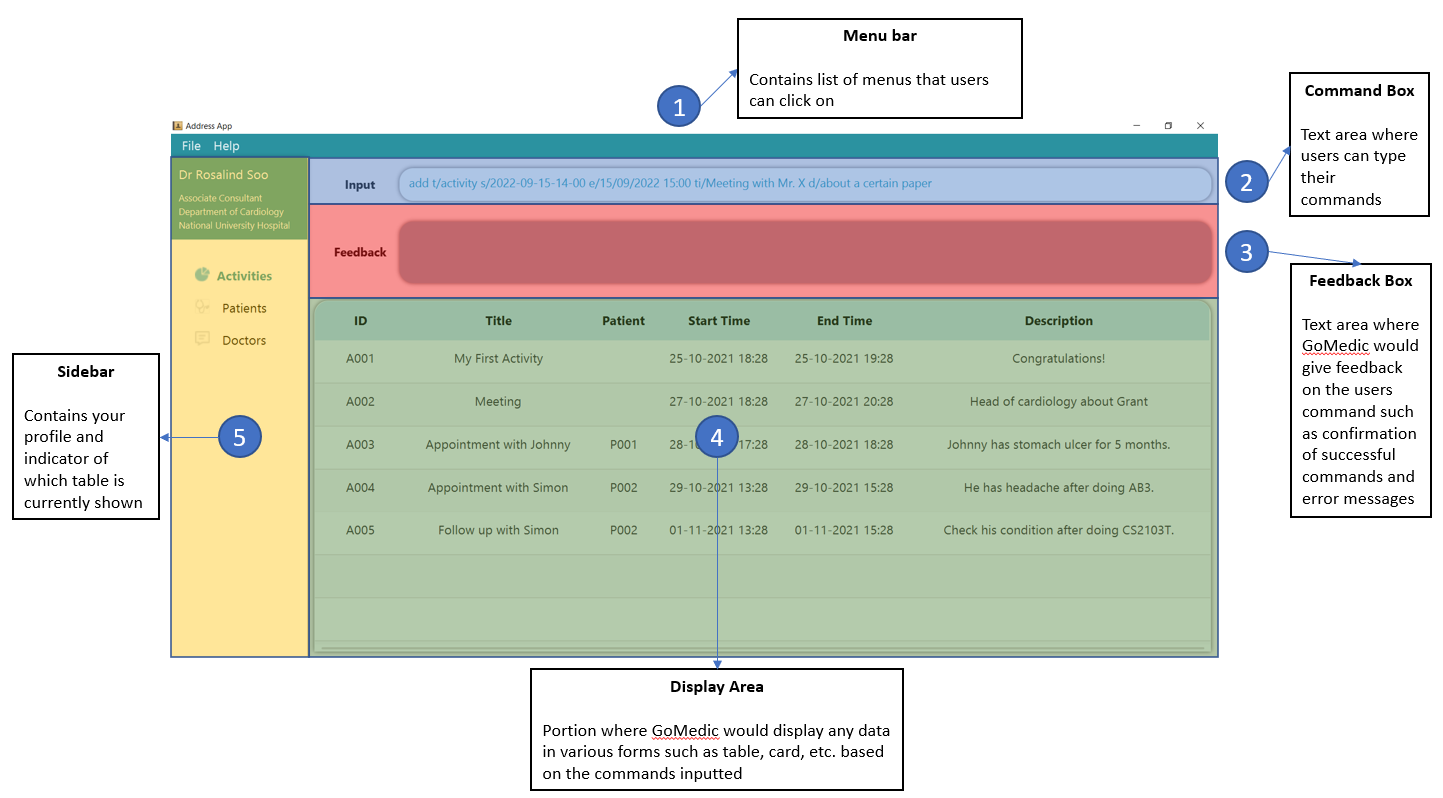 Menu bar
Contains list of menus that users
can click on
1
Command Box
Text area where
users can type
their
commands
2
Address App
File Help
Dr Rosalind Soo
Associate Consultant
Department of Cardiology
National University Hospital
Input
add t/activity s/2022-09-15-14-00 e/15/09/2022 15:00 ti/Meeting with Mr. X d/about a certain paper
Feedback
3
Feedback Box
Text area where
GoMedic would
give feedback
on the users
command such
as confirmation
of successful
commands and
error messages
Activities
Patients
Doctors
ID Title Patient Start Time End Time Description
A001 My First Activity 25-10-2021 18:28 25-10-2021 19:28 Congratulations!
A002 Meeting 27-10-2021 18:28 27-10-2021 20:28 Head of cardiology about Grant
A003 Appointment with Johnny P001 28-10 17:28 28-10-2021 18:28 Johnny has stomach ulcer for 5 months.
A004 Appointment with Simon P002 29-10-2021 13:28 29-10-2021 15:28 He has headache after doing AB3.
A005 Follow up with Simon P002 01-11-2021 13:28 01-11-2021 15:28 Check his condition after doing CS2103T.
4
Sidebar
Contains your
profile and
indicator of
which table is
currently shown
5
Display Area
Portion where GoMedic would display any data
in various forms such as table, card, etc. based
on the commands inputted